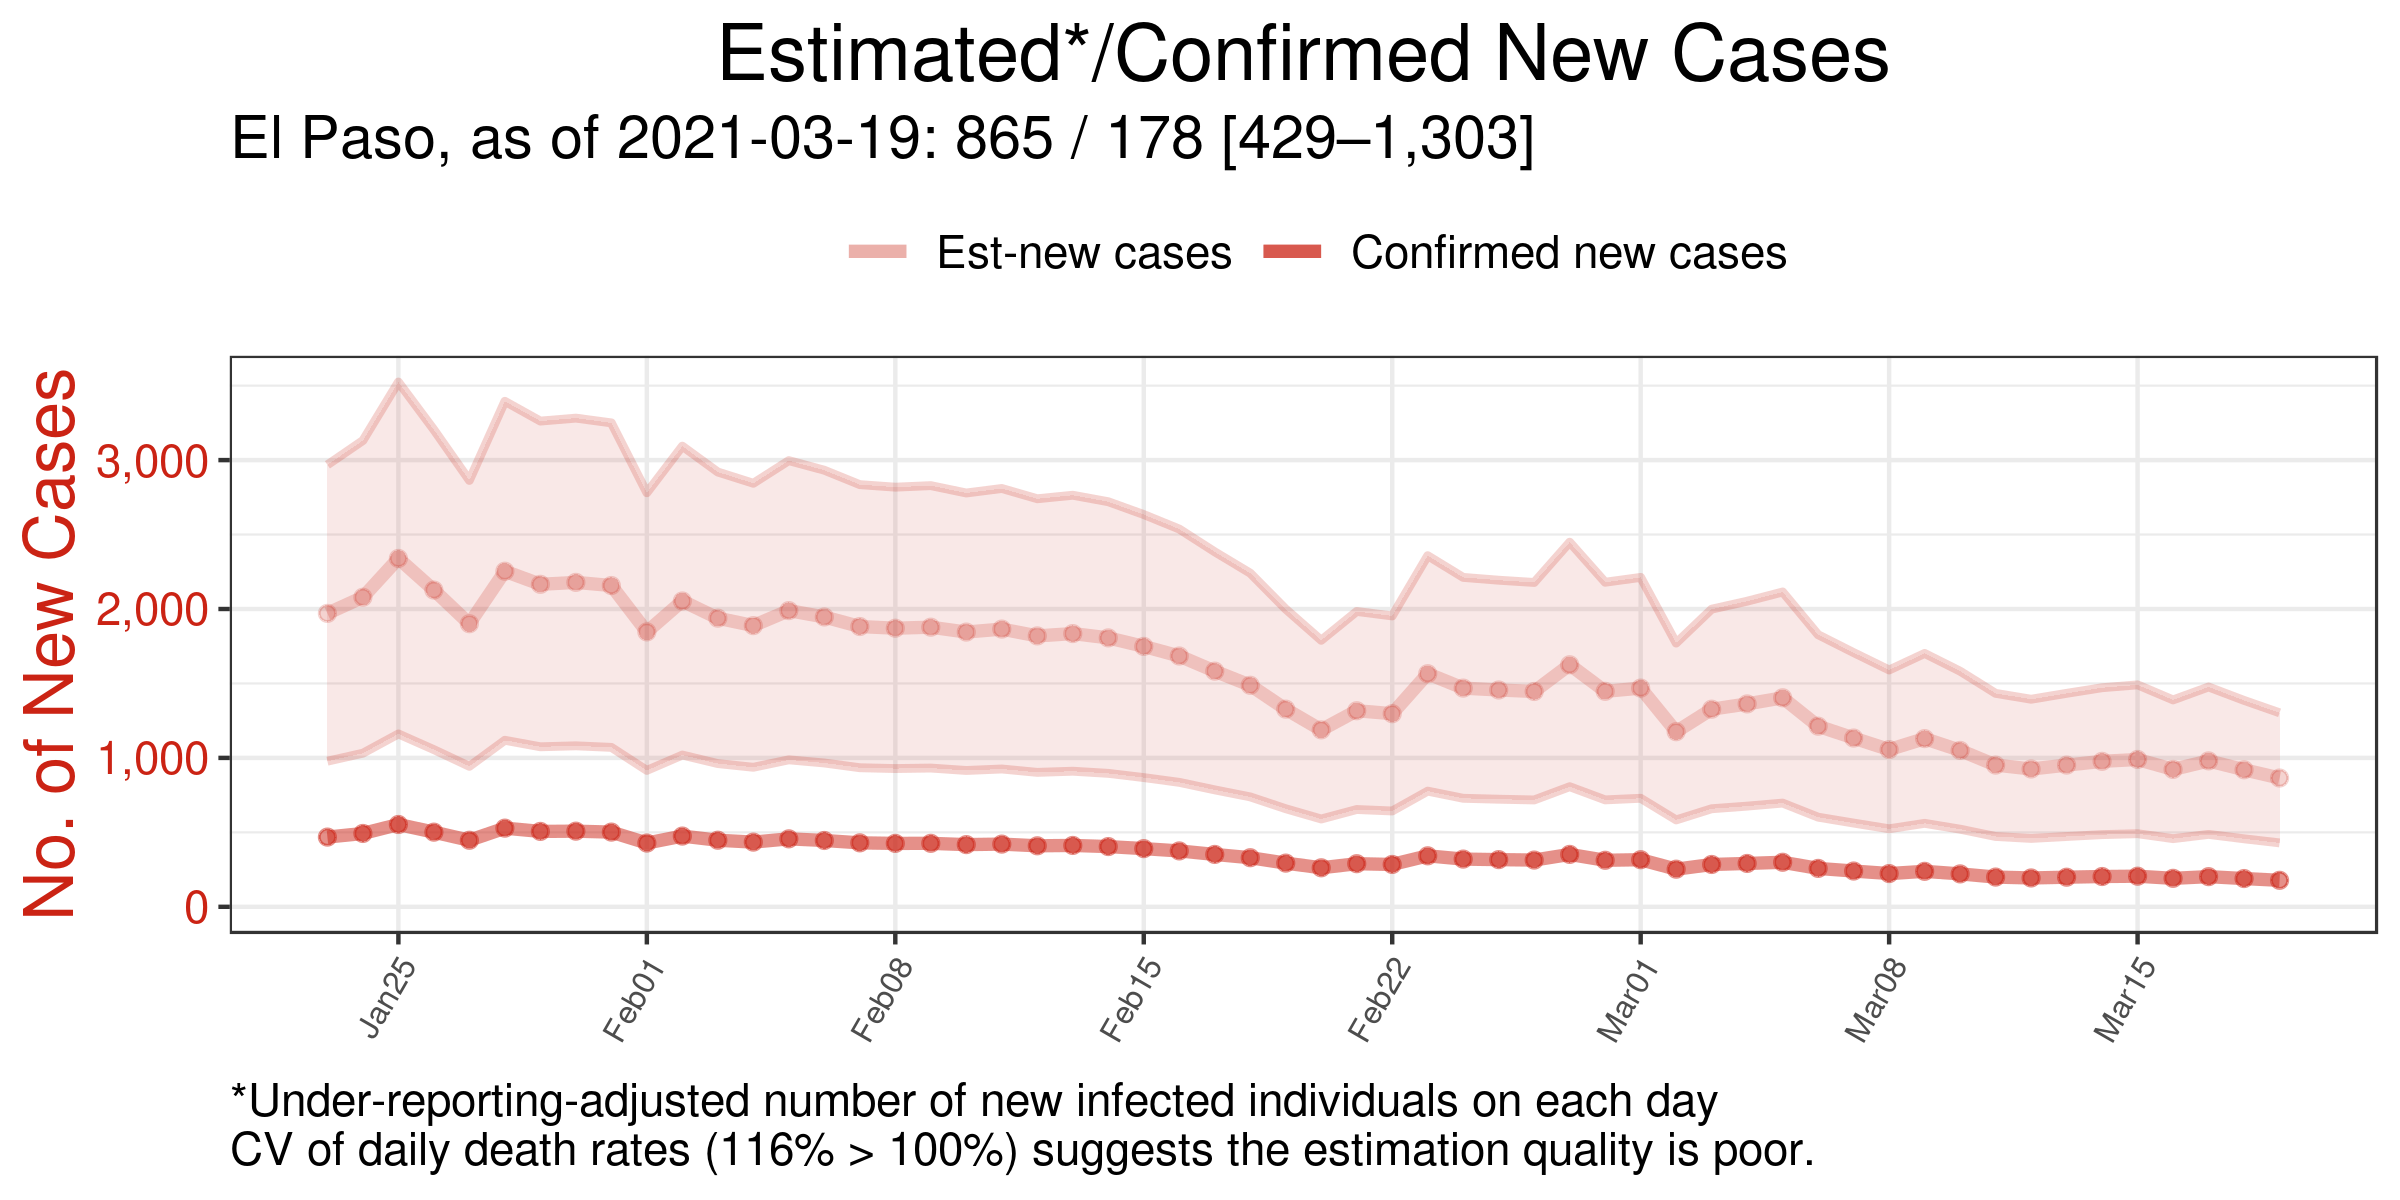 Estimated*/Confirmed New Cases
El Paso, as of 2021-03-19: 865 / 178 [429–1,303]
Est-new cases
Confirmed new cases
No. of New Cases
3,000
2,000
1,000
0
Jan25
Feb01
Feb08
Feb15
Feb22
Mar01
Mar08
Mar15
*Under-reporting-adjusted number of new infected individuals on each day
CV of daily death rates (116% > 100%) suggests the estimation quality is poor.